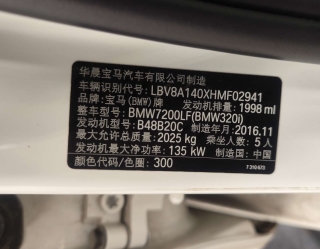 华晨宝马汽车有限公司制造
车辆识别代号: LBV8A140XHMF02941
品牌: 宝马(BMW)牌 发动机排量: 1998 ml
整车型号: BMW7200LF(BMW320i)
发动机型号: B48B20C 制造年月: 2016.11
最大允许总质量: 2025 kg 乘坐人数: 5 人
发动机最大净功率: 135 kW 制造国: 中国
颜色代码/色图: 300
7 310 673